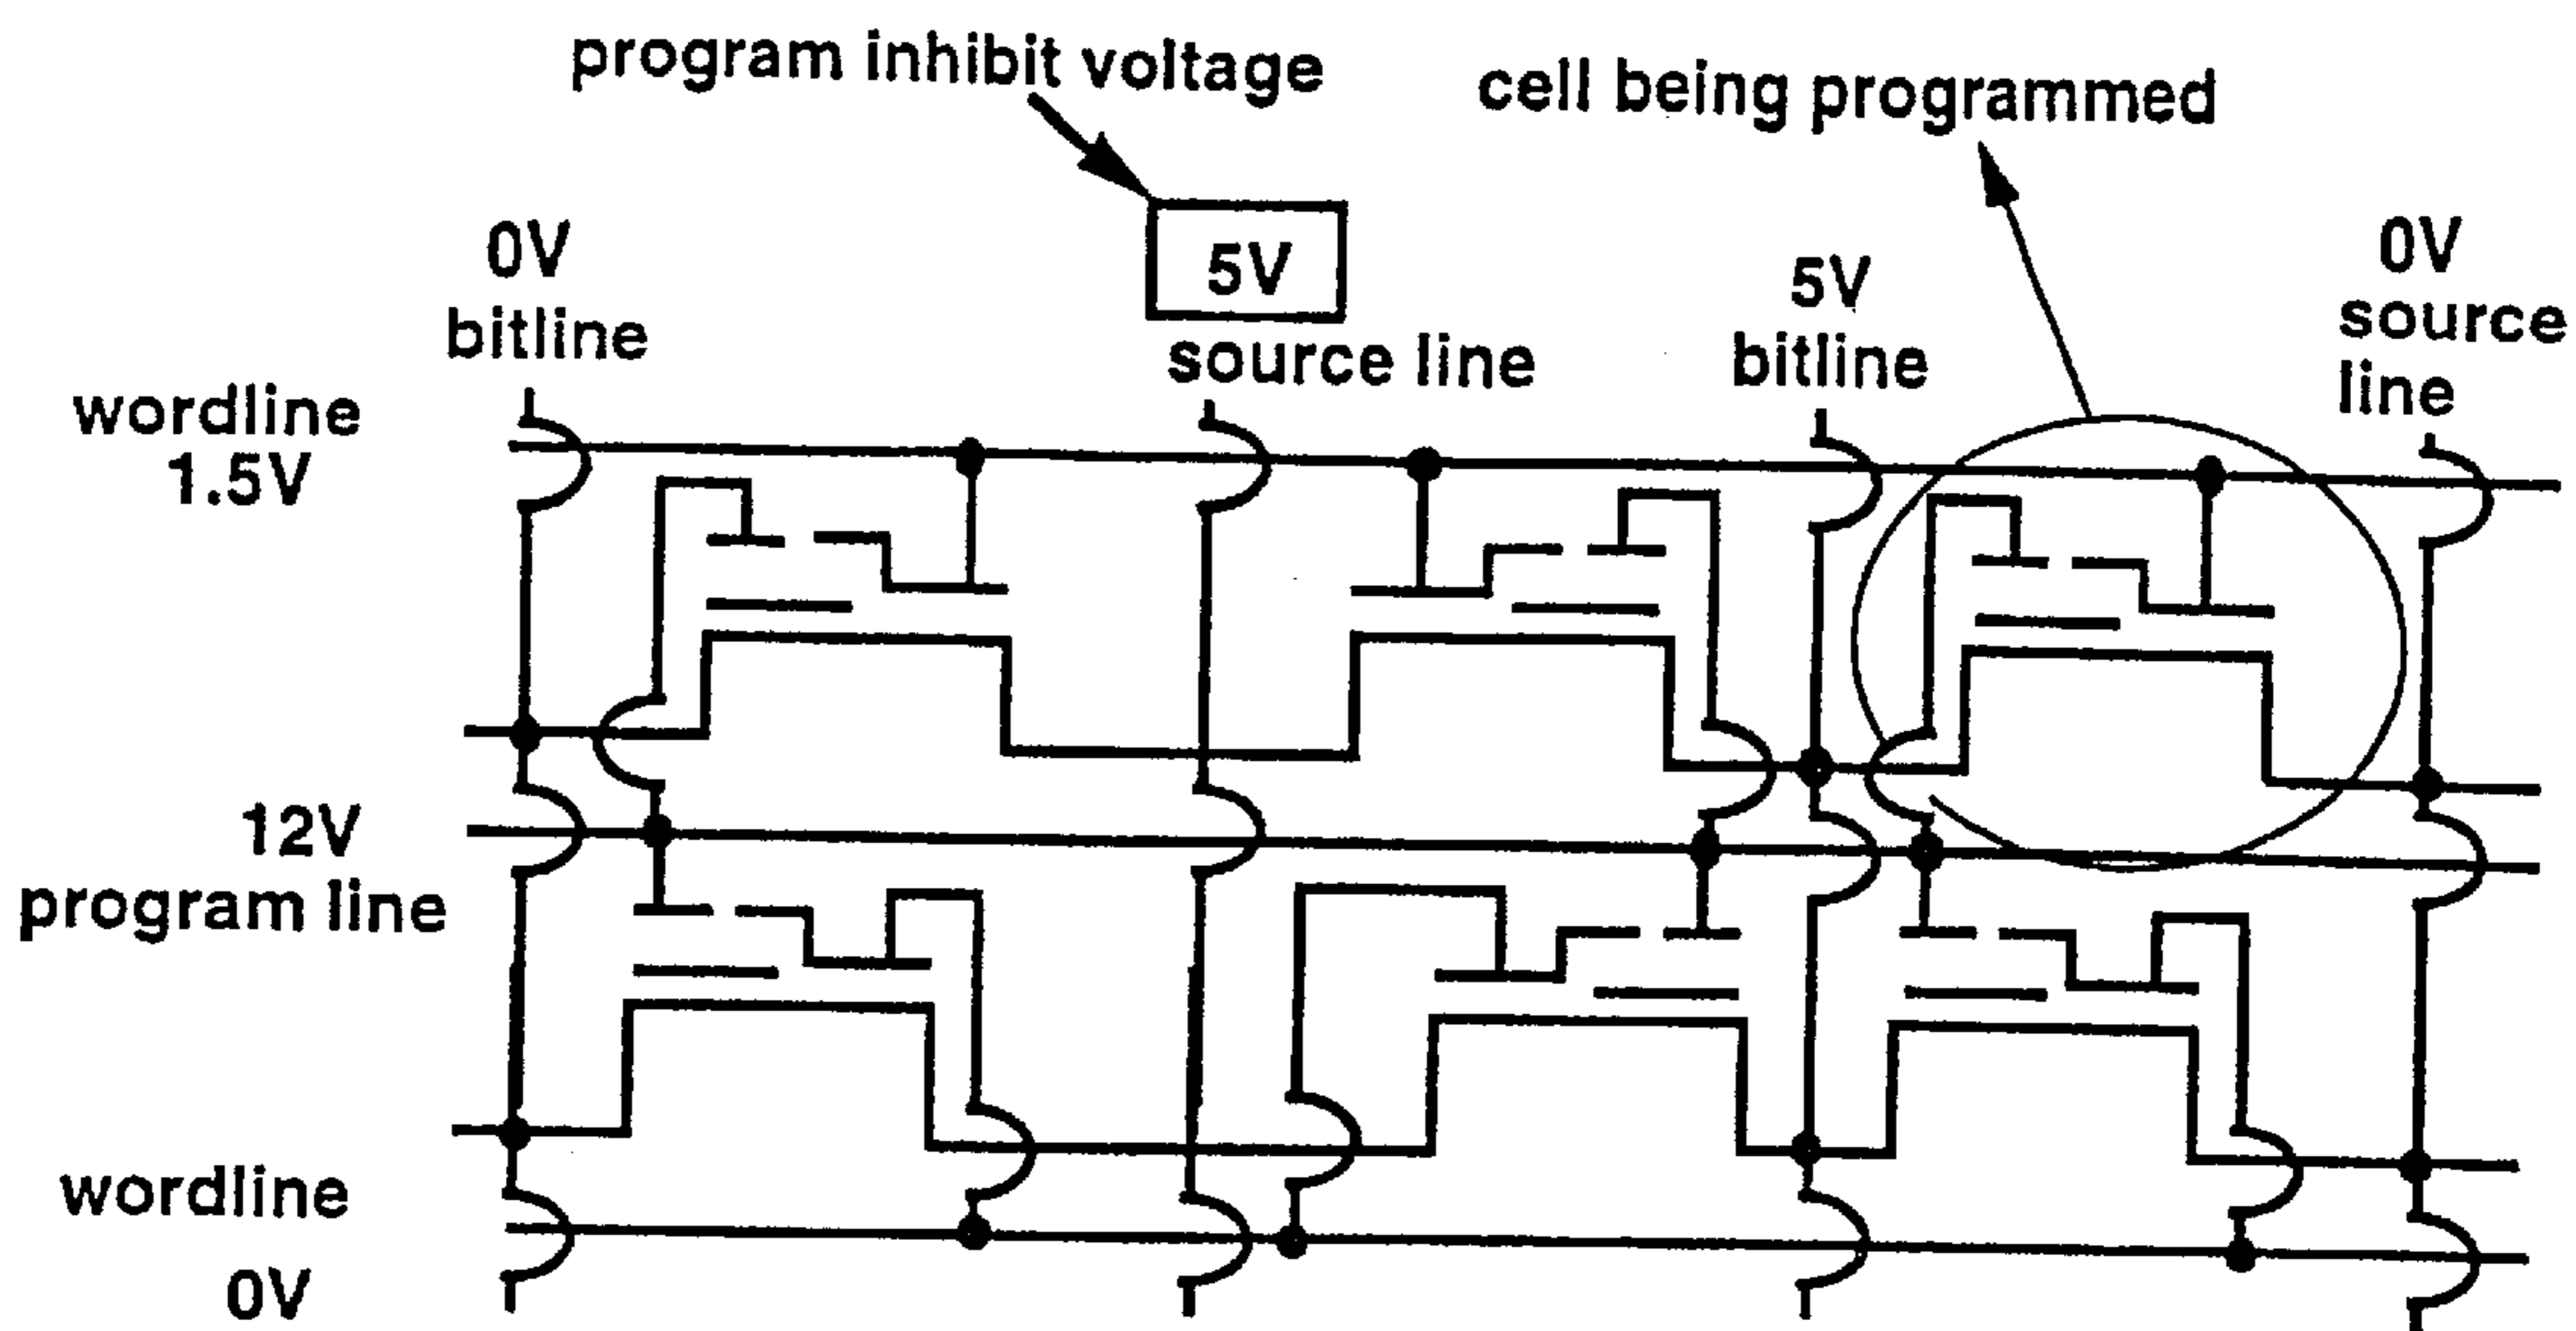 program inhibit voltage
cell being programmed
0V
bitline
5V
source line
5V
bitline
0V
source
line
wordline
1.5V
12V
program line
wordline
0V